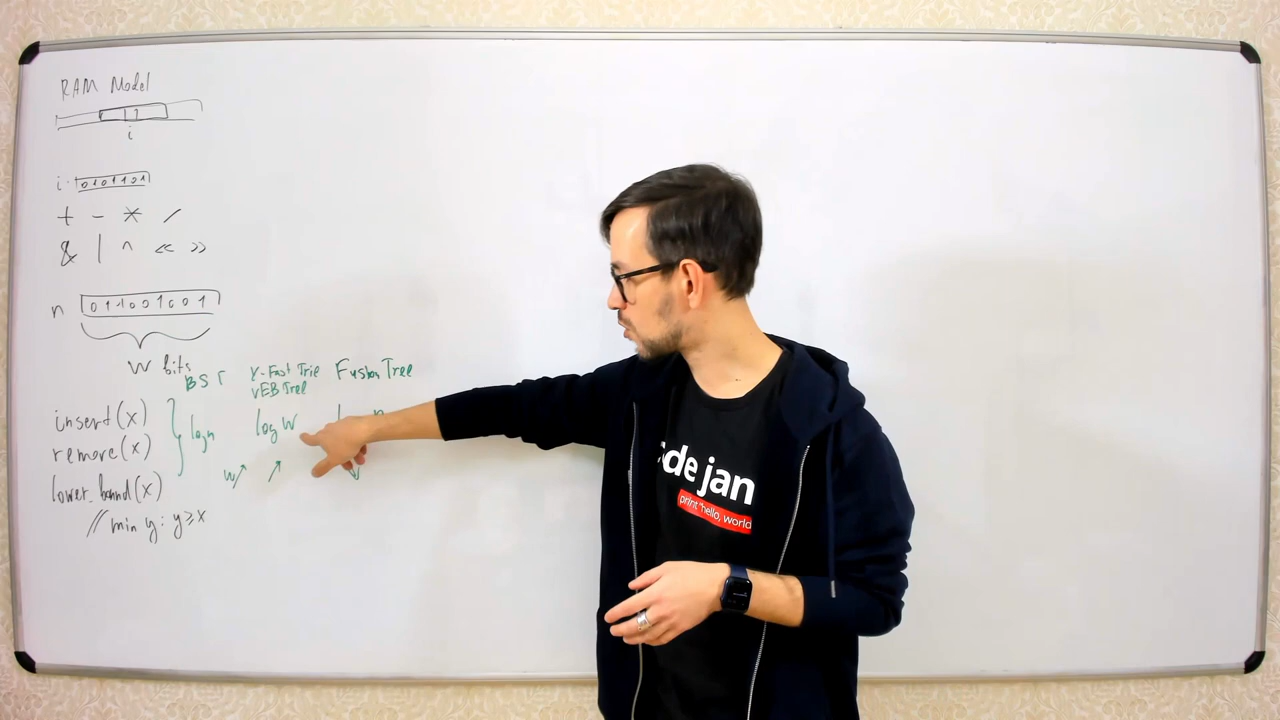 RAM Model
i
i 0101101
+ - * /
& | ^ << >>
n 011001001
w bits
BST X-Fast Trie Fusion Tree
vEB Tree
insert(x) log n log w
remove(x)
w
lower_bound(x)
// min y: y ≥ x
de jan
print "hello, world